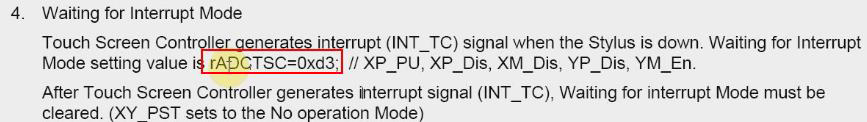 4. Waiting for Interrupt Mode
Touch Screen Controller generates interrupt (INT_TC) signal when the Stylus is down. Waiting for Interrupt
Mode setting value is rADCTSC=0xd3; // XP_PU, XP_Dis, XM_Dis, YP_Dis, YM_En.
After Touch Screen Controller generates interrupt signal (INT_TC), Waiting for interrupt Mode must be
cleared. (XY_PST sets to the No operation Mode)